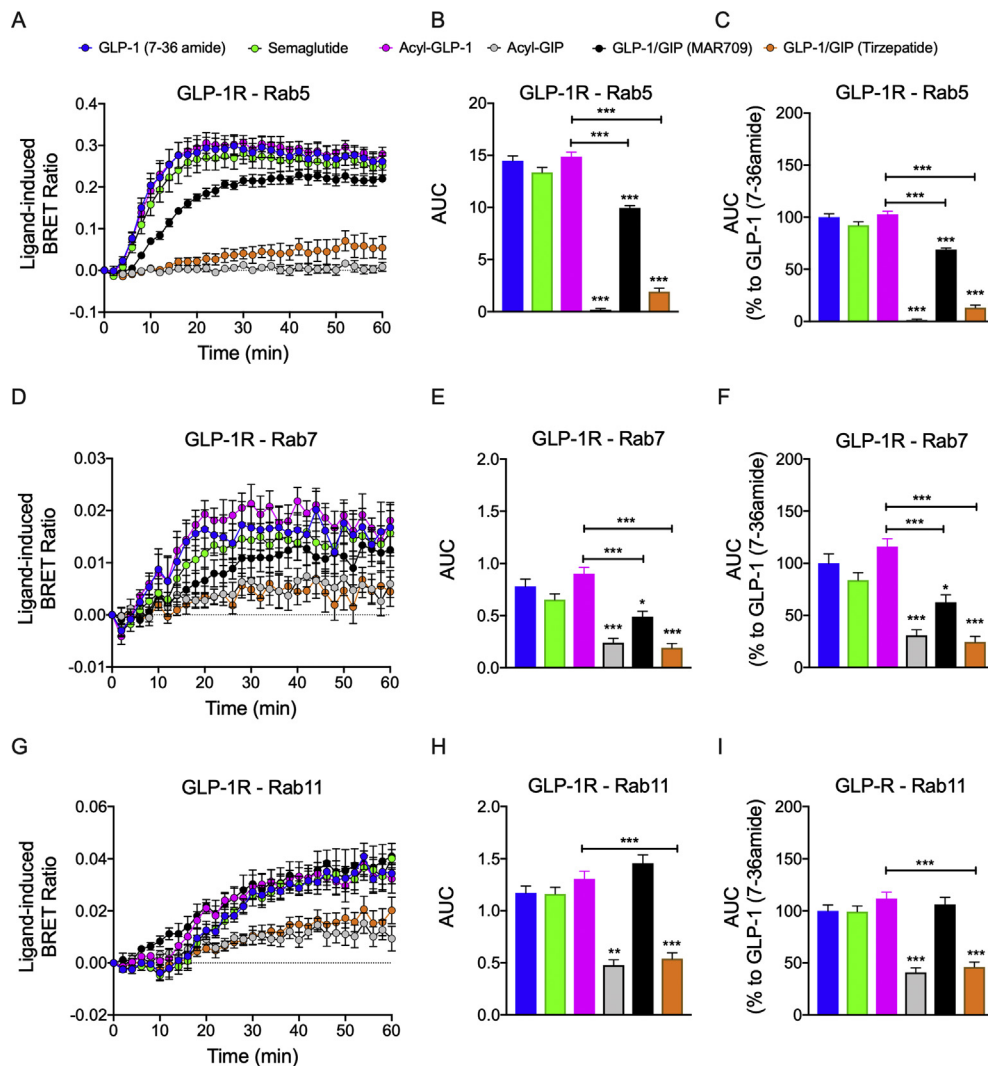 A
B
C
GLP-1 (7-36 amide)
Semaglutide
Acyl-GLP-1
Acyl-GIP
GLP-1/GIP (MAR709)
GLP-1/GIP (Tirzepatide)
GLP-1R - Rab5
Ligand-induced
BRET Ratio
0.4
0.3
0.2
0.1
0.0
-0.1
0
10
20
30
40
50
60
Time (min)
GLP-1R - Rab5
AUC
20
15
10
5
0
***
***
***
***
***
GLP-1R - Rab5
AUC
(% to GLP-1 (7-36amide)
200
150
100
50
0
***
***
***
***
***
D
E
F
GLP-1R - Rab7
Ligand-induced
BRET Ratio
0.03
0.02
0.01
0.00
-0.01
0
10
20
30
40
50
60
Time (min)
GLP-1R - Rab7
AUC
2.0
1.5
1.0
0.5
0.0
***
***
***
*
***
GLP-1R - Rab7
AUC
(% to GLP-1 (7-36amide)
200
150
100
50
0
***
***
***
*
***
G
H
I
GLP-1R - Rab11
Ligand-induced
BRET Ratio
0.06
0.04
0.02
0.00
-0.02
0
10
20
30
40
50
60
Time (min)
GLP-1R - Rab11
AUC
2.0
1.5
1.0
0.5
0.0
***
**
***
GLP-R - Rab11
AUC
(% to GLP-1 (7-36amide)
200
150
100
50
0
***
***
***